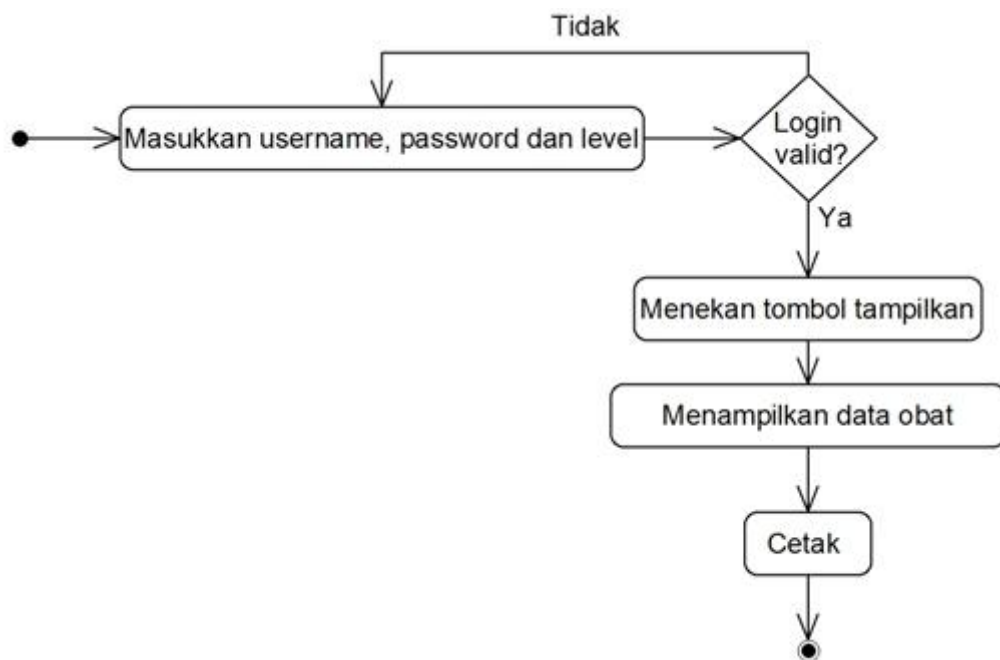 Tidak
Masukkan username, password dan level
Login
valid?
Ya
Menekan tombol tampilkan
Menampilkan data obat
Cetak